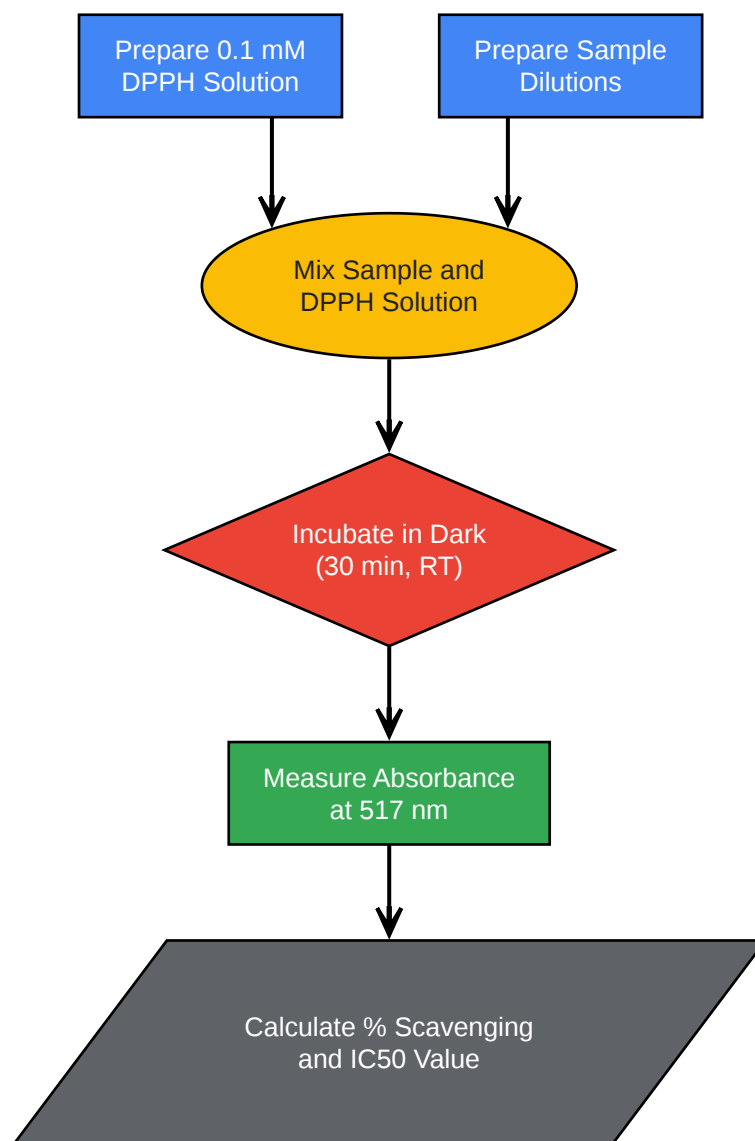 Prepare 0.1 mM
DPPH Solution
Prepare Sample
Dilutions
Mix Sample and
DPPH Solution
Incubate in Dark
(30 min, RT)
Measure Absorbance
at 517 nm
Calculate % Scavenging
and IC50 Value